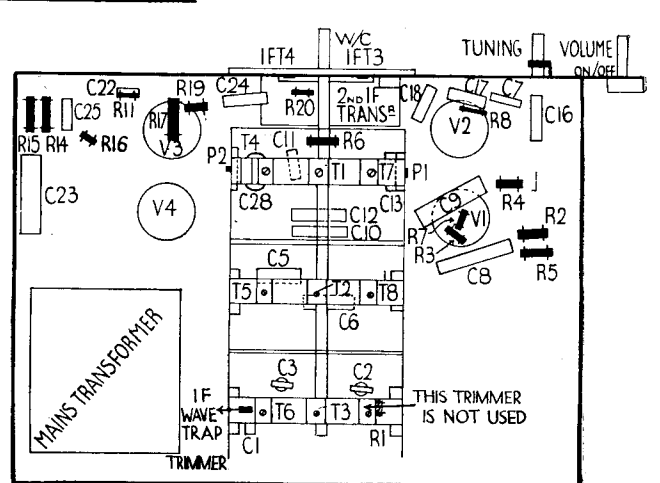 W/C
IFT4 IFT3
TUNING VOLUME
ON/OFF
C22 R19 C24 R20 2ND IF
TRANSR
C18 C17 C7
R11 R8 C16
C25 R17 V2
R15 R14 R16 V3
T4 C11 R6
P2 T1 T7 P1
C23 C28 C13 R4
V4 C12 C9 V1
C10 R7 R2
R3 R5
C5 C8
T5 T2 T8
C6
MAINS TRANSFORMER
C3 C2
IF
WAVE
TRAP
TRIMMER
T6 T3
C1 R1
THIS TRIMMER
IS NOT USED